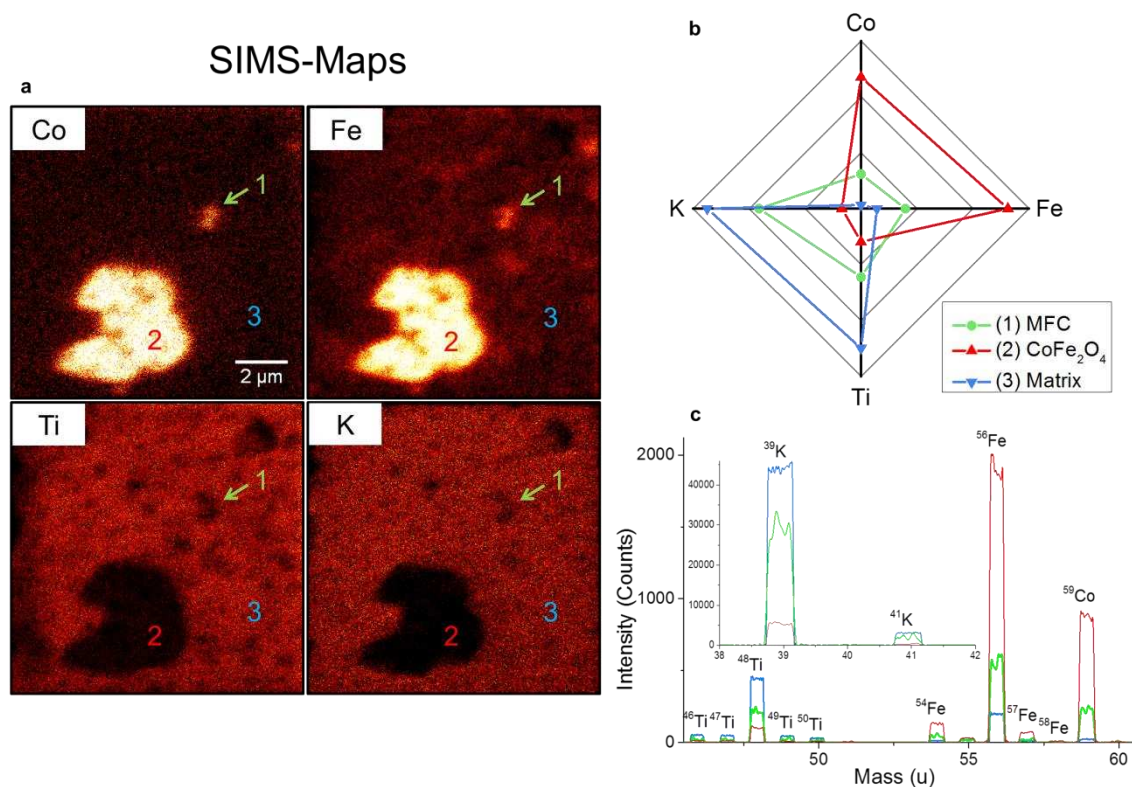 SIMS-Maps
a
Co
1
2
3
2 µm
Fe
1
2
3
Ti
1
2
3
K
1
2
3
b
Co
K
Fe
Ti
(1) MFC
(2) CoFe₂O₄
(3) Matrix
c
Intensity (Counts)
2000
1000
0
40000
30000
20000
10000
0
³⁹K
⁴¹K
38 39 40 41 42
⁵⁶Fe
⁵⁹Co
⁴⁸Ti
⁴⁶Ti ⁴⁷Ti ⁴⁹Ti ⁵⁰Ti
⁵⁴Fe
⁵⁷Fe
⁵⁸Fe
50 55 60
Mass (u)